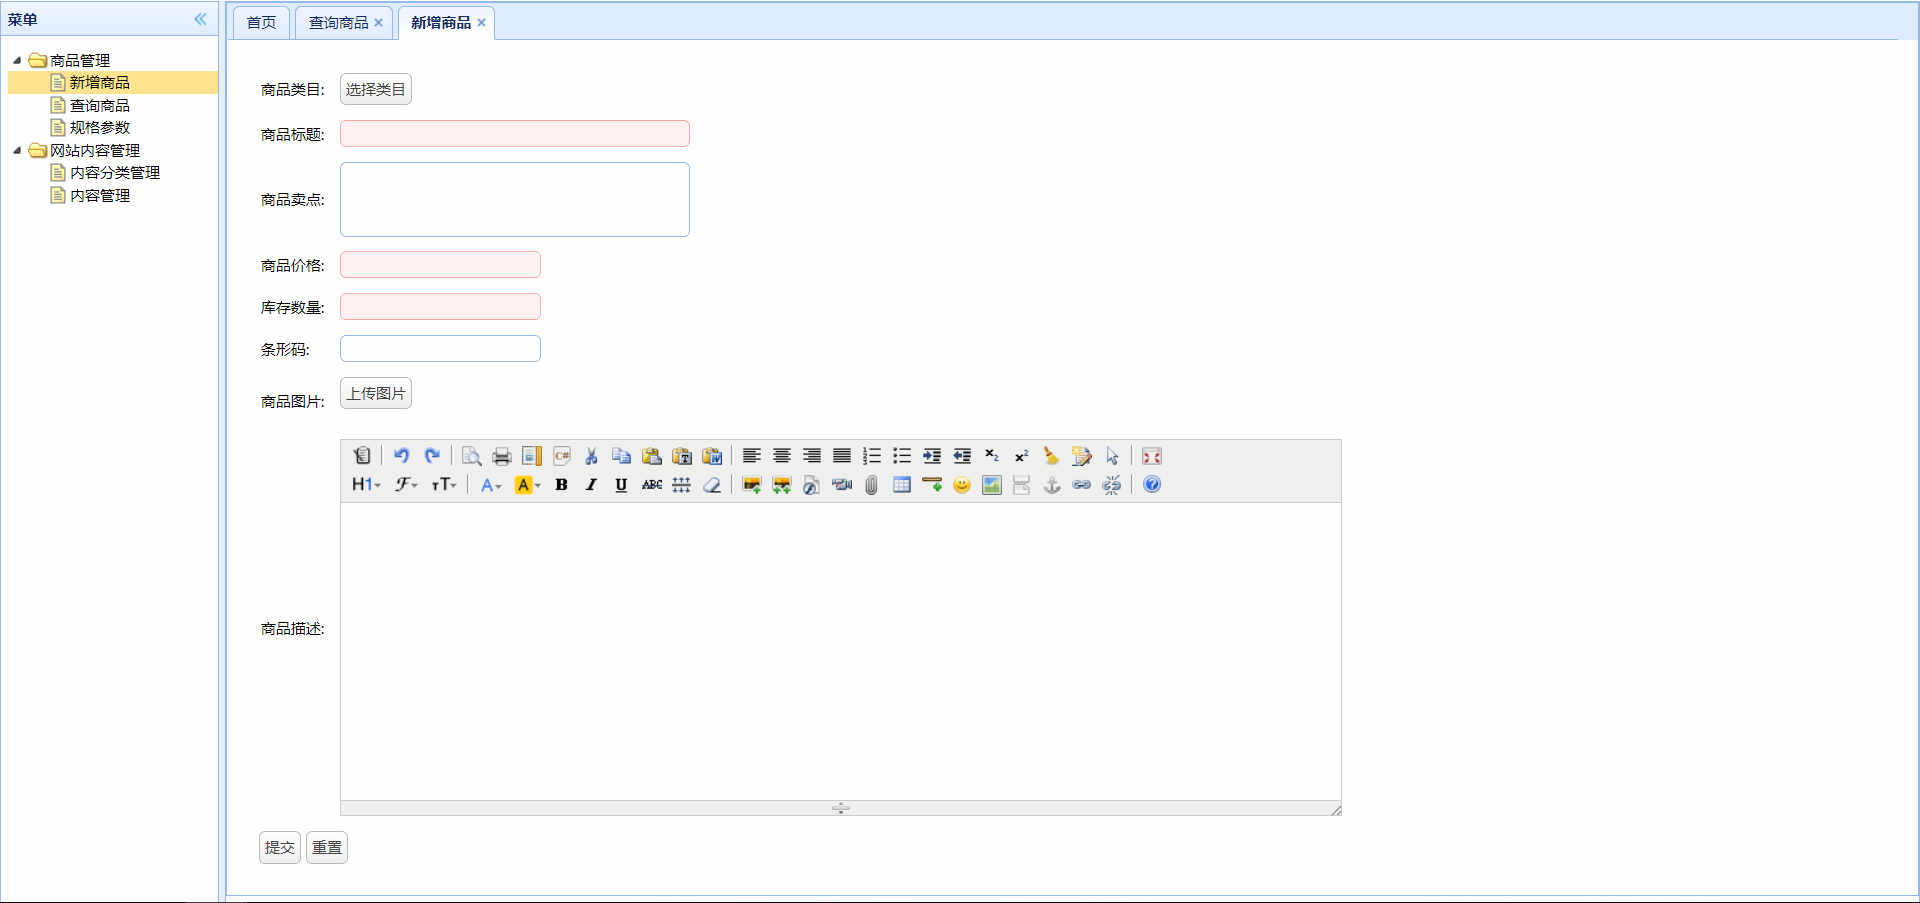 菜单
商品管理
新增商品
查询商品
规格参数
网站内容管理
内容分类管理
内容管理
首页 查询商品 新增商品
商品类目: 选择类目
商品标题:
商品卖点:
商品价格:
库存数量:
条形码:
商品图片: 上传图片
H1 F TT A A B I U ABC
商品描述:
提交 重置